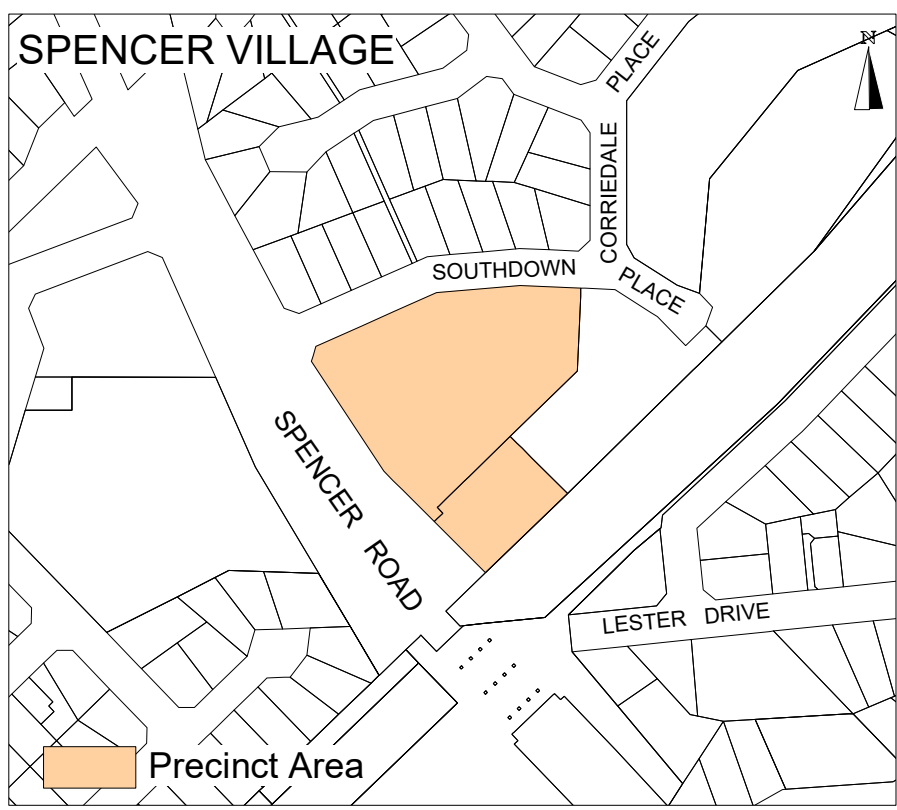 SPENCER VILLAGE
N
PLACE
CORRIEDALE
SOUTHDOWN
PLACE
SPENCER ROAD
LESTER DRIVE
Precinct Area